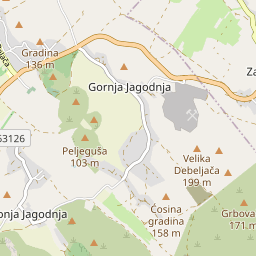 Gradina
136 m
Gornja Jagodnja
63126
Peljeguša
103 m
Velika
Debeljača
199 m
onja Jagodnja
Ćosina
gradina
158 m
Grbova
171 m
Za